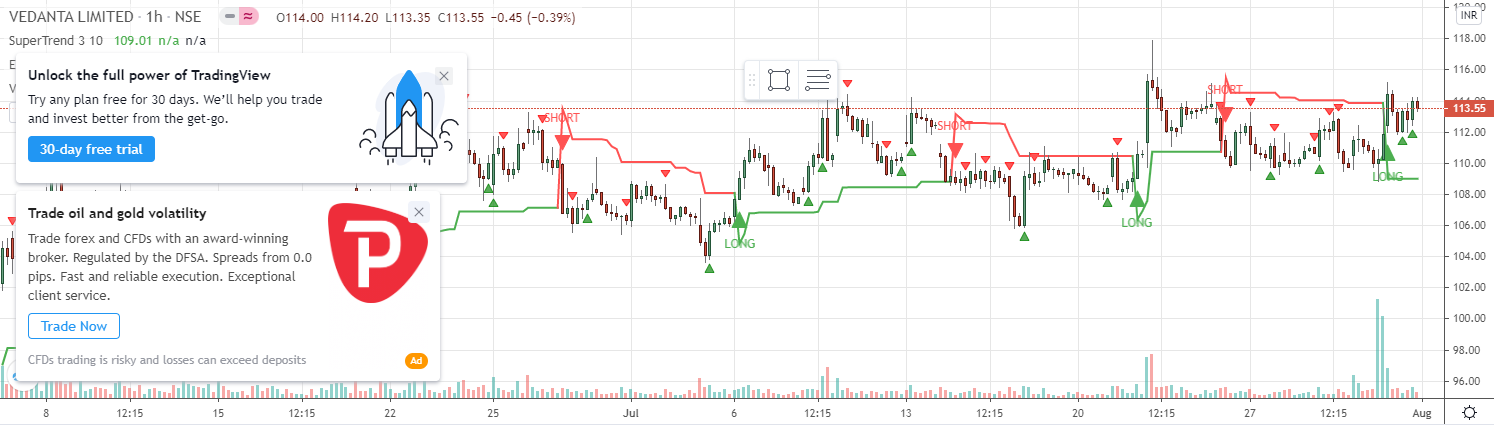 VEDANTA LIMITED · 1h · NSE
O114.00 H114.20 L113.35 C113.55 −0.45 (−0.39%)
SuperTrend 3 10 109.01 n/a n/a
E
V
Unlock the full power of TradingView
Try any plan free for 30 days. We'll help you trade
and invest better from the get-go.
30-day free trial
Trade oil and gold volatility
Trade forex and CFDs with an award-winning
broker. Regulated by the DFSA. Spreads from 0.0
pips. Fast and reliable execution. Exceptional
client service.
Trade Now
CFDs trading is risky and losses can exceed deposits
Ad
P
SHORT
LONG
SHORT
LONG
SHORT
LONG
INR
118.00
116.00
113.55
112.00
110.00
108.00
106.00
104.00
102.00
100.00
98.00
96.00
8
12:15
15
12:15
22
25
Jul
6
12:15
13
12:15
20
12:15
27
12:15
Aug